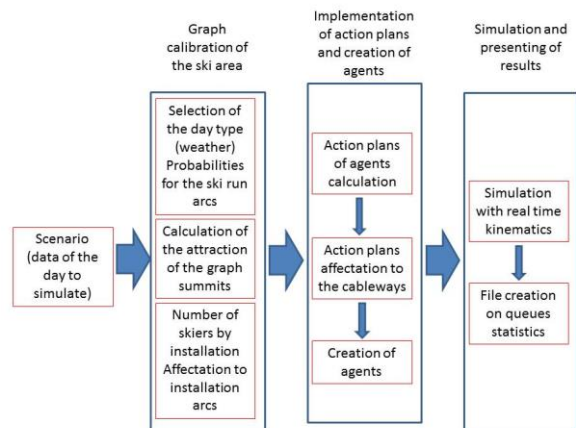 Graph
calibration of
the ski area
Implementation
of action plans
and creation of
agents
Simulation and
presenting of
results
Scenario
(data of the
day to
simulate)
Selection of
the day type
(weather)
Probabilities
for the ski run
arcs
Calculation of
the attraction
of the graph
summits
Number of
skiers by
installation
Affectation to
installation
arcs
Action plans
of agents
calculation
Action plans
affectation to
the cableways
Creation of
agents
Simulation
with real time
kinematics
File creation
on queues
statistics